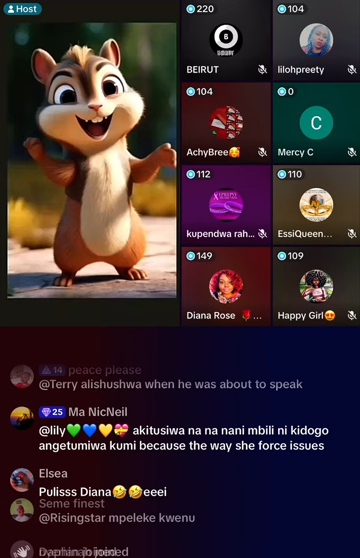 Host
220
BEIRUT
104
lilohpreety
104
AchyBree🥰
0
C
Mercy C
112
kupendwa rah...
110
EssiQueen...
149
Diana Rose 🌹...
109
Happy Girl😍
14 peace please
@Terry alishushwa when he was about to speak
25 Ma NicNeil
@lily💚💙💛💝 akitusiwa na na nani mbili ni kidogo
angetumiwa kumi because the way she force issues
Elsea
Pulisss Diana🤣🤣eeei
Seme finest
@Risingstar mpeleke kwenu
joined